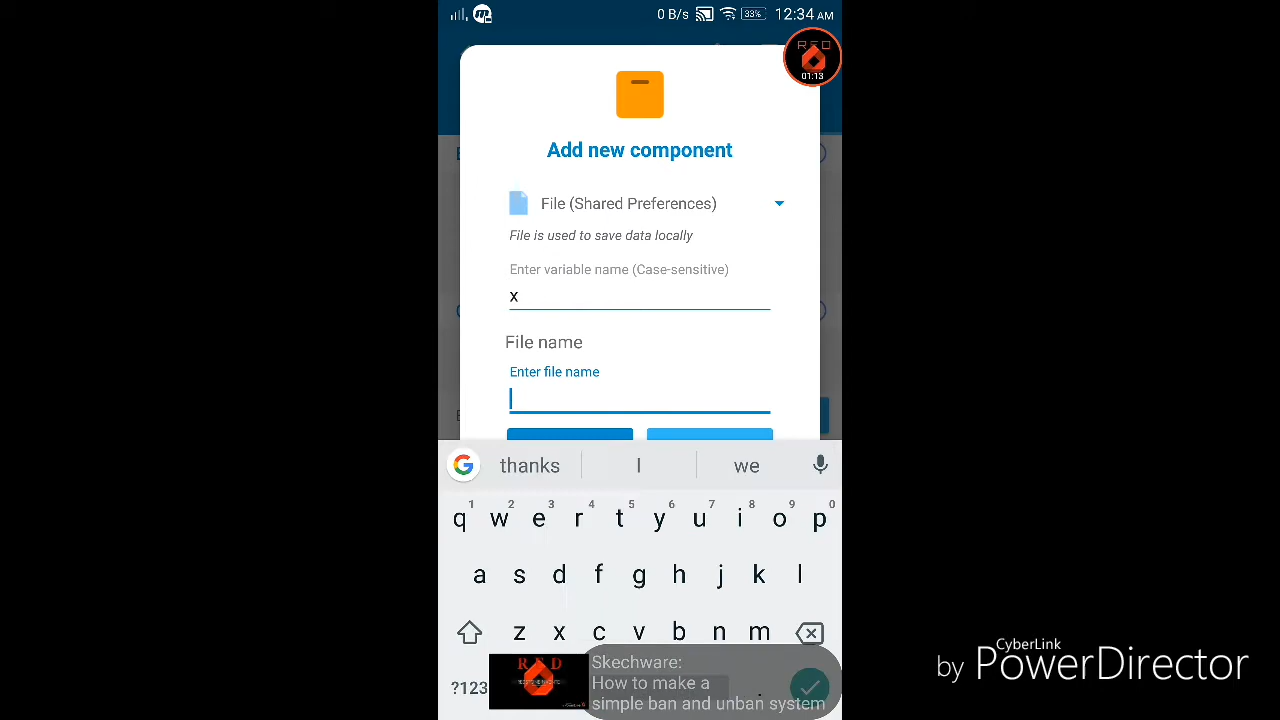 0 B/s 33% 12:34 AM
RED
01:13
Add new component
File (Shared Preferences)
File is used to save data locally
Enter variable name (Case-sensitive)
x
File name
Enter file name
G thanks I we
1 2 3 4 5 6 7 8 9 0
q w e r t y u i o p
a s d f g h j k l
z x c v b n m
?123
RED
Skechware:
How to make a
simple ban and unban system
CyberLink
by PowerDirector